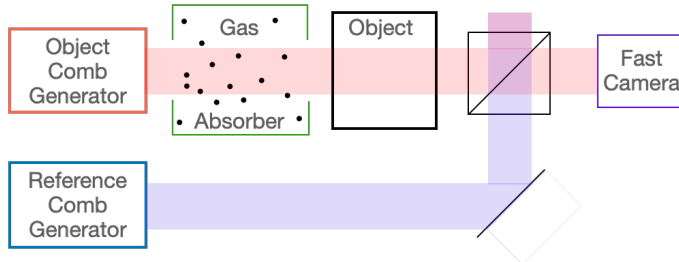 Object
Comb
Generator
Gas
Absorber
Object
Fast
Camera
Reference
Comb
Generator